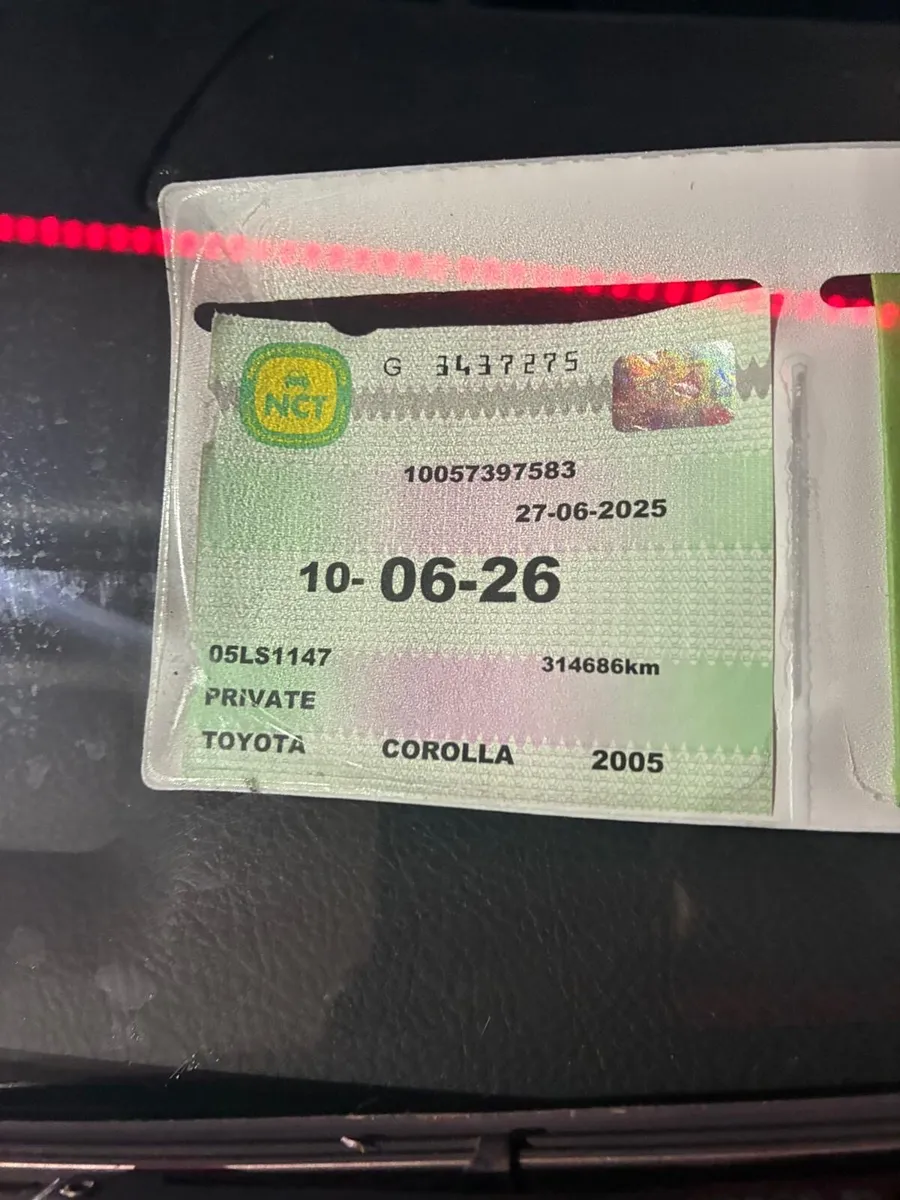 NCT
G 3437275
10057397583
27-06-2025
10- 06-26
05LS1147 314686km
PRIVATE
TOYOTA COROLLA 2005